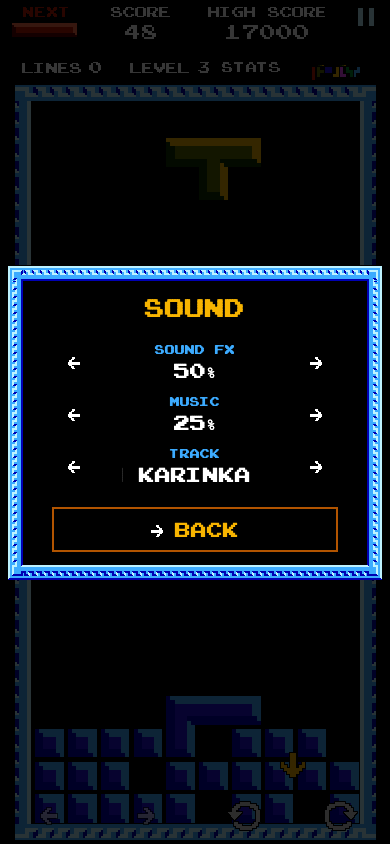 NEXT SCORE HIGH SCORE
48 17000
LINES 0 LEVEL 3 STATS
SOUND
SOUND FX
50%
MUSIC
25%
TRACK
KARINKA
BACK